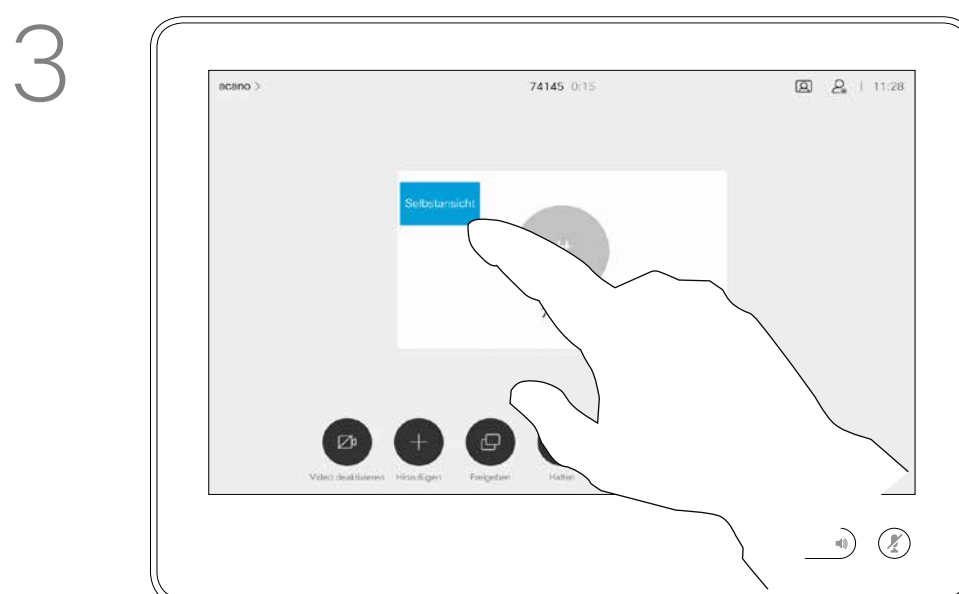 3
acano >
74145 0:15
11:28
Selbstansicht
Video deaktivieren
Hinzufügen
Freigeben
Halten